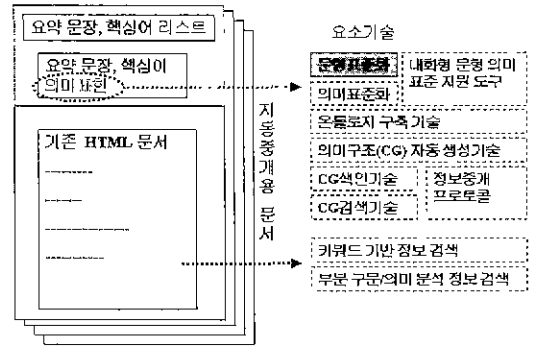 요약 문장, 핵심어 리스트
요약 문장, 핵심어
의미 표현
기존 HTML 문서
지능중개용 문서
요소기술
문형표준화
의미표준화
대화형 문형 의미
표준 지원 도구
온톨로지 구축 기술
의미구조(CG) 자동 생성기술
CG색인기술
CG검색기술
정보중개
프로토콜
키워드 기반 정보 검색
부분 구문/의미 분석 정보 검색